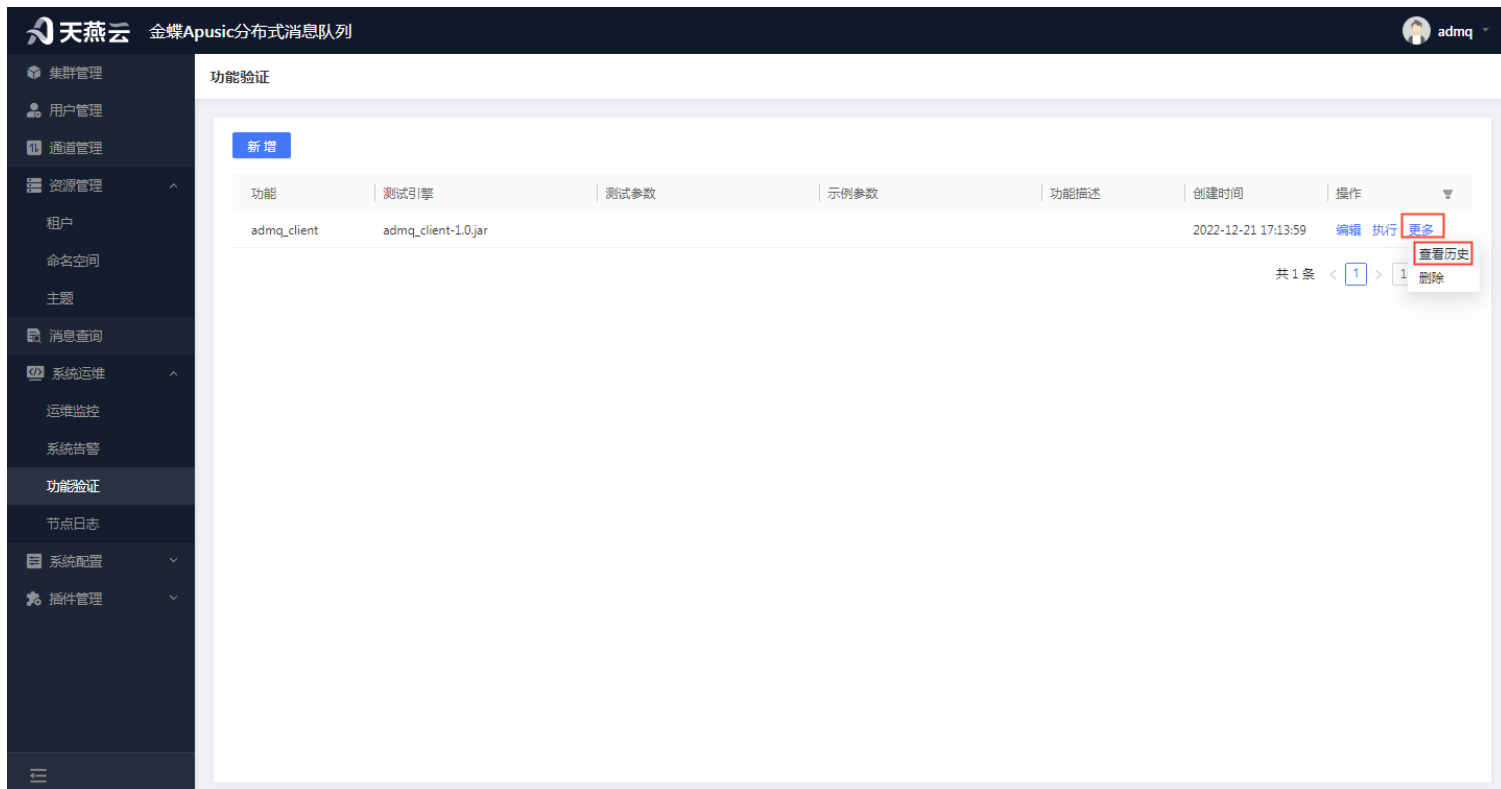 天燕云 金蝶Apusic分布式消息队列 admq
集群管理
用户管理
通道管理
资源管理
租户
命名空间
主题
消息查询
系统运维
运维监控
系统告警
功能验证
节点日志
系统配置
插件管理
功能验证
新 增
功能 测试引擎 测试参数 示例参数 功能描述 创建时间 操作
admq_client admq_client-1.0.jar 2022-12-21 17:13:59 编辑 执行 更多
查看历史
删除
共 1 条 < 1 > 1